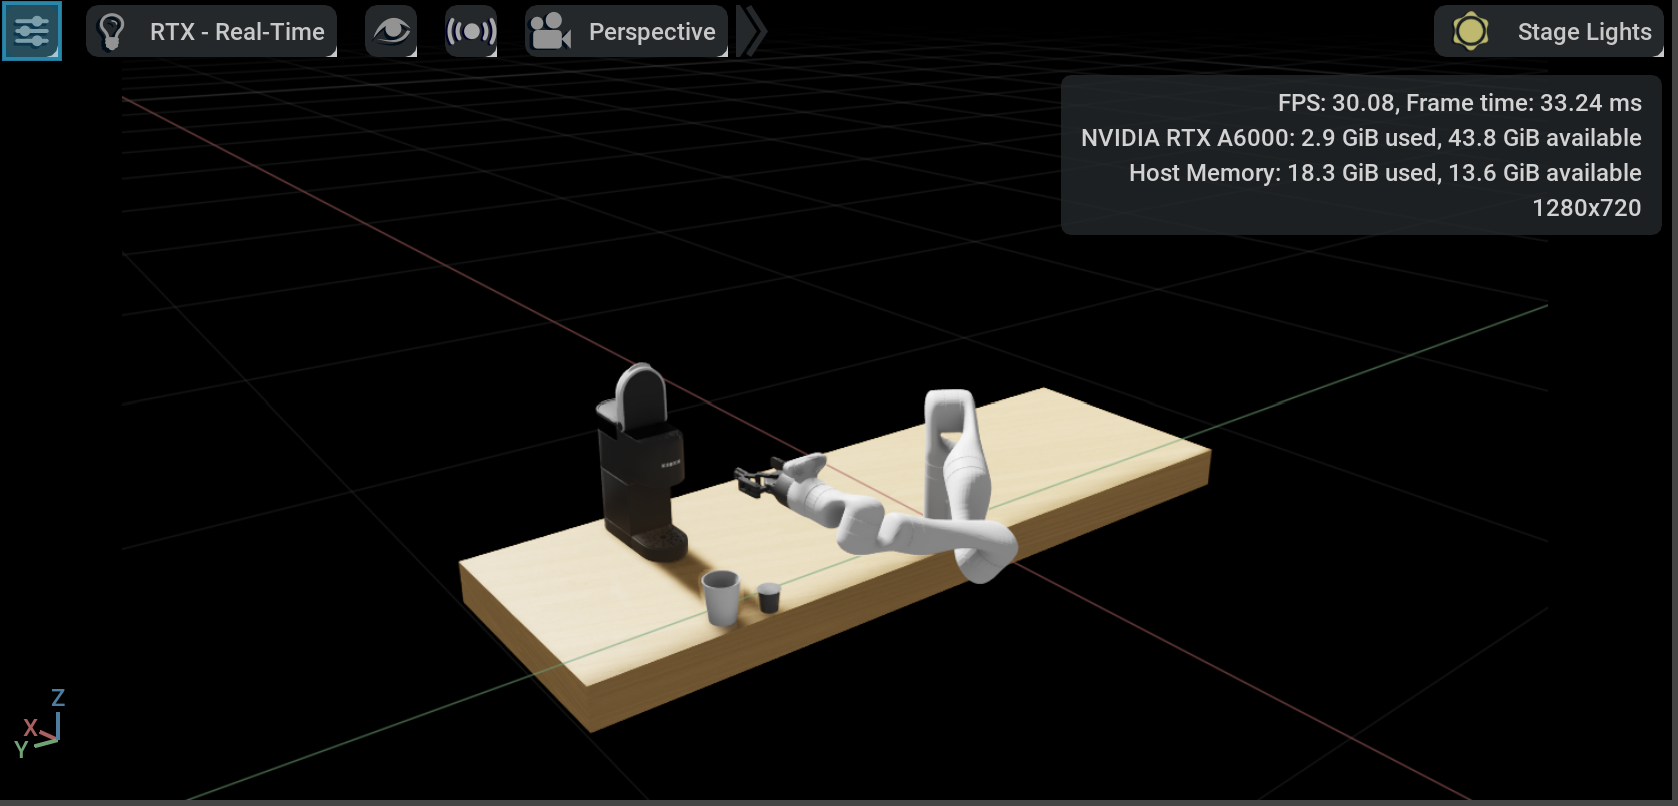 RTX - Real-Time
Perspective
Stage Lights
FPS: 30.08, Frame time: 33.24 ms
NVIDIA RTX A6000: 2.9 GiB used, 43.8 GiB available
Host Memory: 18.3 GiB used, 13.6 GiB available
1280x720
Z
X
Y